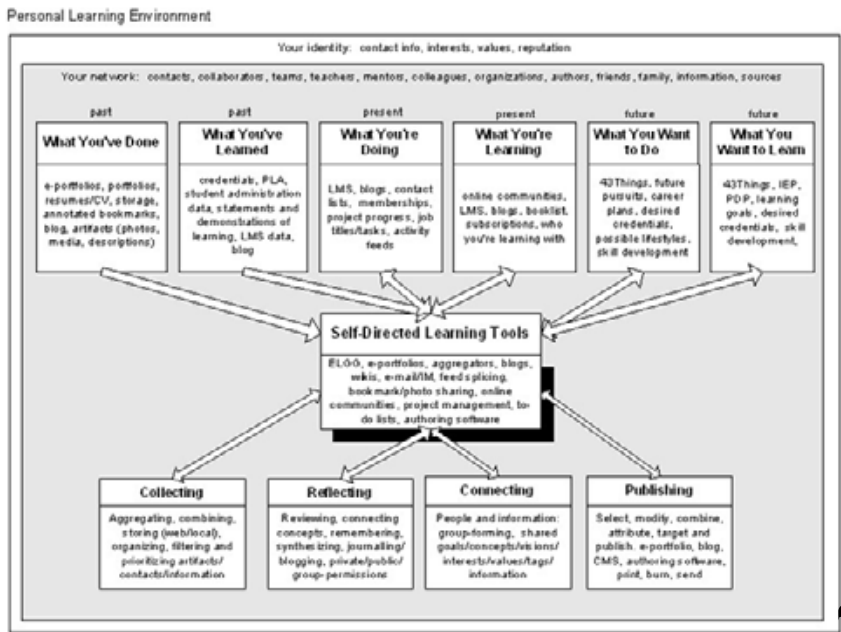 Personal Learning Environment
Your identity: contact info, interests, values, reputation
Your network: contacts, collaborators, teams, teachers, mentors, colleagues, organizations, authors, friends, family, information, sources
past
What You've Done
e-portfolios, portfolios,
resumes/CV, storage,
annotated bookmarks,
blog, artifacts (photos,
media, descriptions)
past
What You've
Learned
credentials, PLA,
student administration
data, statements and
demonstrations of
learning, LMS data,
blog
present
What You're
Doing
LMS, blogs, contact
lists, memberships,
project progress, job
titles/tasks, activity
feeds
present
What You're
Learning
online communities,
LMS, blogs, booklist,
subscriptions, who
you're learning with
future
What You Want
to Do
43Things, future
pursuits, career
plans, desired
credentials,
possible lifestyles,
skill development
future
What You
Want to Learn
43Things, IEP,
PDP, learning
goals, desired
credentials, skill
development,
Self-Directed Learning Tools
ELGG, e-portfolios, aggregators, blogs,
wikis, e-mail/IM, feed splicing,
bookmark/photo sharing, online
communities, project management, to-
do lists, authoring software
Collecting
Aggregating, combining,
storing (web/local),
organizing, filtering and
prioritizing artifacts/
contacts/information
Reflecting
Reviewing, connecting
concepts, remembering,
synthesizing, journalling/
blogging, private/public/
group-permissions
Connecting
People and information:
group-forming, shared
goals/concepts/visions/
interests/values/tags/
information
Publishing
Select, modify, combine,
attribute, target and
publish. e-portfolio, blog,
CMS, authoring software,
print, burn, send